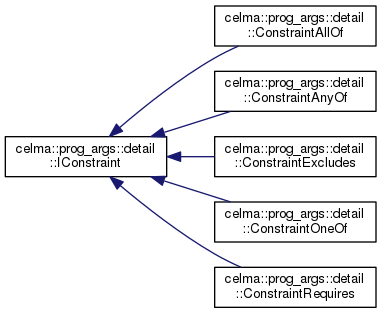 celma::prog_args::detail
::ConstraintAllOf
celma::prog_args::detail
::ConstraintAnyOf
celma::prog_args::detail
::IConstraint
celma::prog_args::detail
::ConstraintExcludes
celma::prog_args::detail
::ConstraintOneOf
celma::prog_args::detail
::ConstraintRequires